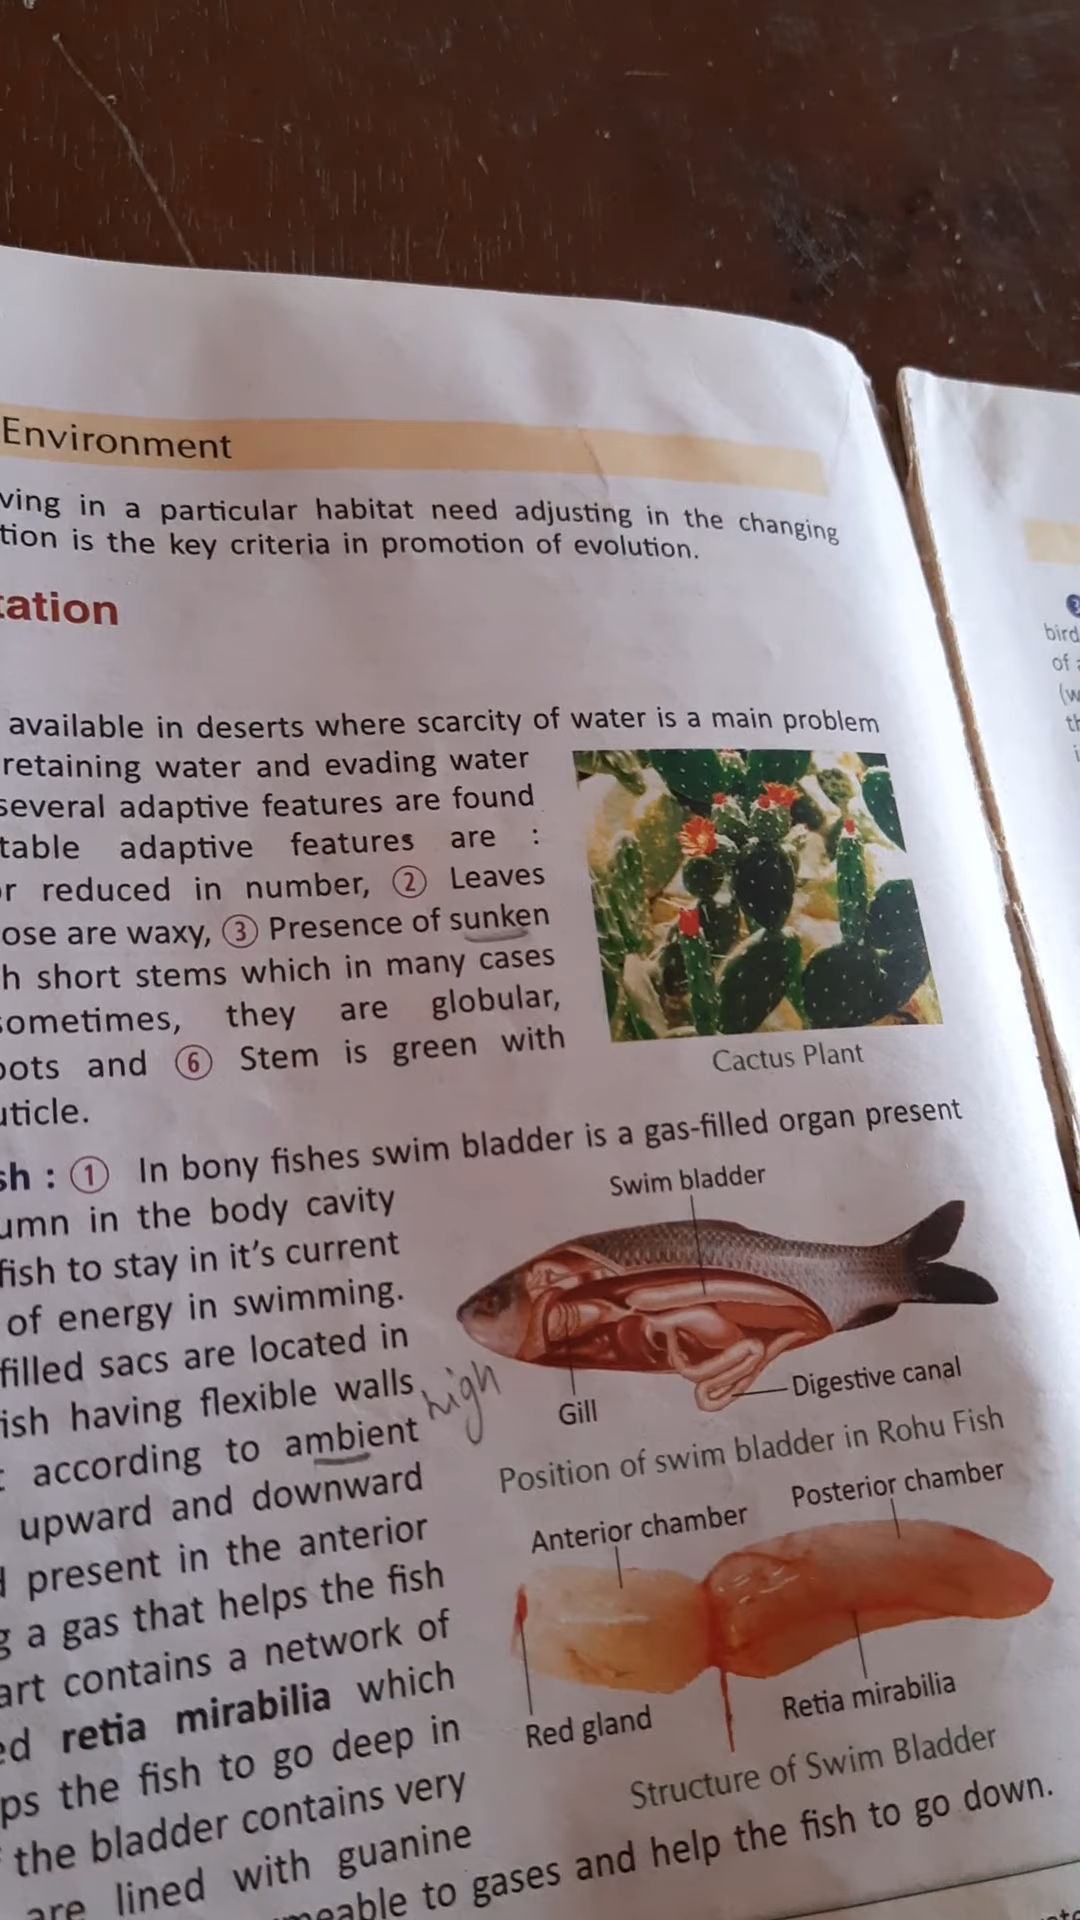 Environment
ving in a particular habitat need adjusting in the changing
tion is the key criteria in promotion of evolution.
tation
available in deserts where scarcity of water is a main problem
retaining water and evading water
several adaptive features are found
table adaptive features are :
or reduced in number, ② Leaves
ose are waxy, ③ Presence of sunken
h short stems which in many cases
sometimes, they are globular,
oots and ⑥ Stem is green with
uticle.
Cactus Plant
sh : ① In bony fishes swim bladder is a gas-filled organ present
umn in the body cavity
fish to stay in it's current
of energy in swimming.
filled sacs are located in
ish having flexible walls
high
according to ambient
upward and downward
present in the anterior
g a gas that helps the fish
art contains a network of
ed retia mirabilia which
ps the fish to go deep in
the bladder contains very
are lined with guanine
meable to gases and help the fish to go down.
Swim bladder
Gill
Digestive canal
Position of swim bladder in Rohu Fish
Anterior chamber
Posterior chamber
Red gland
Retia mirabilia
Structure of Swim Bladder
3
bird
of a
(w
th
i